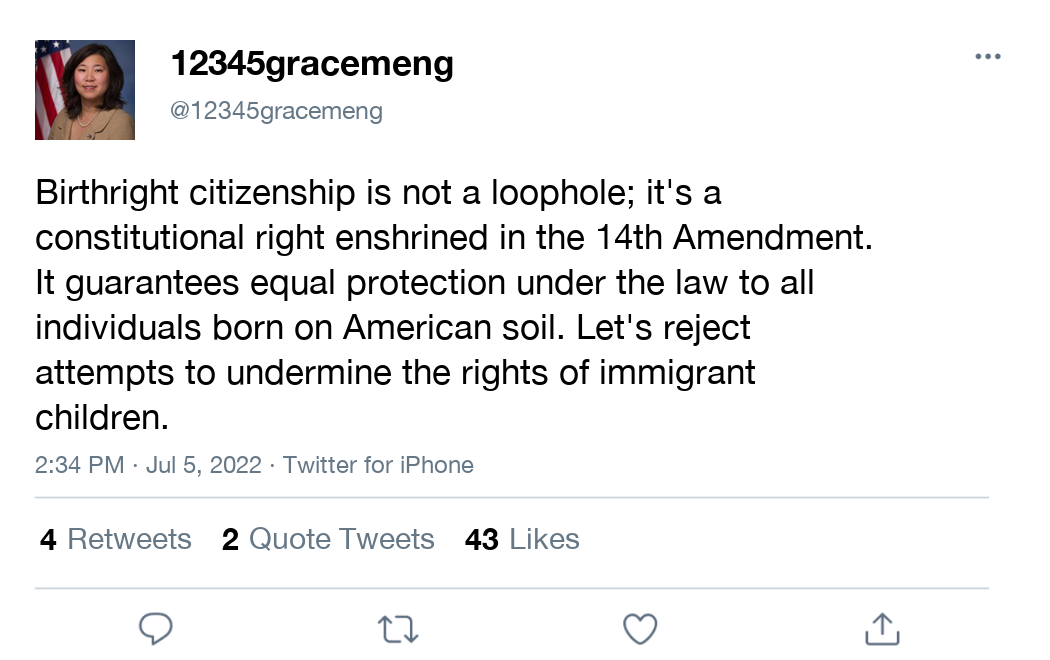 12345gracemeng
@12345gracemeng
Birthright citizenship is not a loophole; it's a
constitutional right enshrined in the 14th Amendment.
It guarantees equal protection under the law to all
individuals born on American soil. Let's reject
attempts to undermine the rights of immigrant
children.
2:34 PM · Jul 5, 2022 · Twitter for iPhone
4 Retweets 2 Quote Tweets 43 Likes